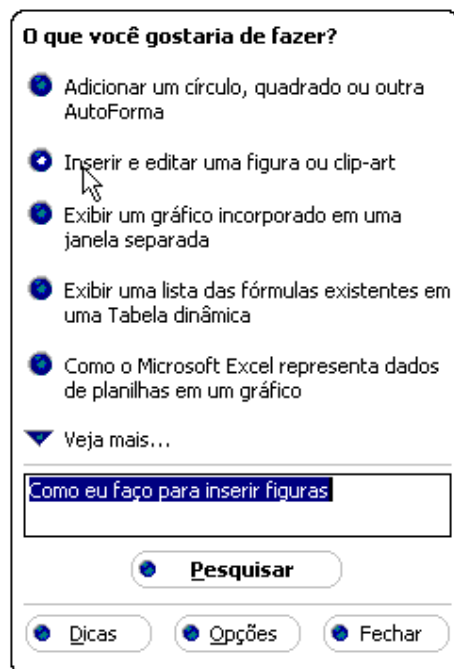 O que você gostaria de fazer?
Adicionar um círculo, quadrado ou outra
AutoForma
Inserir e editar uma figura ou clip-art
Exibir um gráfico incorporado em uma
janela separada
Exibir uma lista das fórmulas existentes em
uma Tabela dinâmica
Como o Microsoft Excel representa dados
de planilhas em um gráfico
Veja mais...
Como eu faço para inserir figuras
Pesquisar
Dicas Opções Fechar